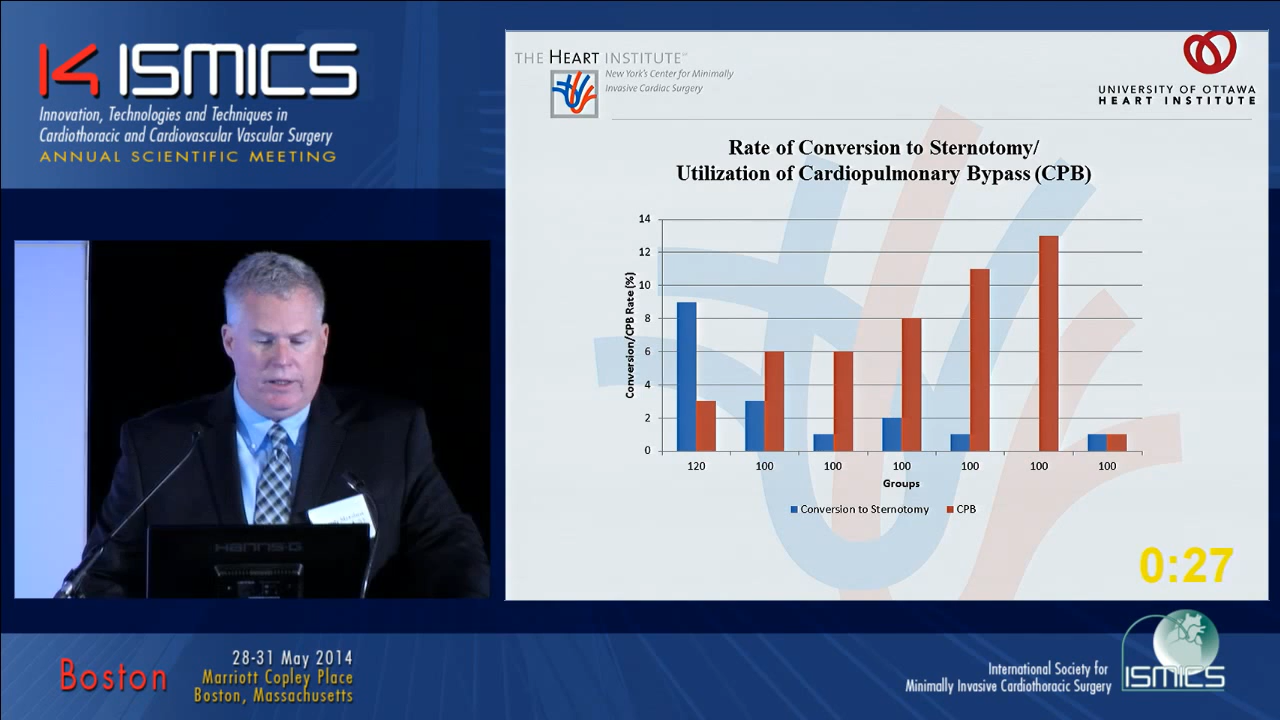 14 ISMICS
Innovation, Technologies and Techniques in
Cardiothoracic and Cardiovascular Vascular Surgery
ANNUAL SCIENTIFIC MEETING
THE HEART INSTITUTE
New York's Center for Minimally
Invasive Cardiac Surgery
UNIVERSITY OF OTTAWA
HEART INSTITUTE
Rate of Conversion to Sternotomy/
Utilization of Cardiopulmonary Bypass (CPB)
Conversion/CPB Rate (%)
14
12
10
8
6
4
2
0
120 100 100 100 100 100 100
Groups
Conversion to Sternotomy CPB
0:27
HANNS-G
Boston
28-31 May 2014
Marriott Copley Place
Boston, Massachusetts
International Society for
Minimally Invasive Cardiothoracic Surgery
ISMICS